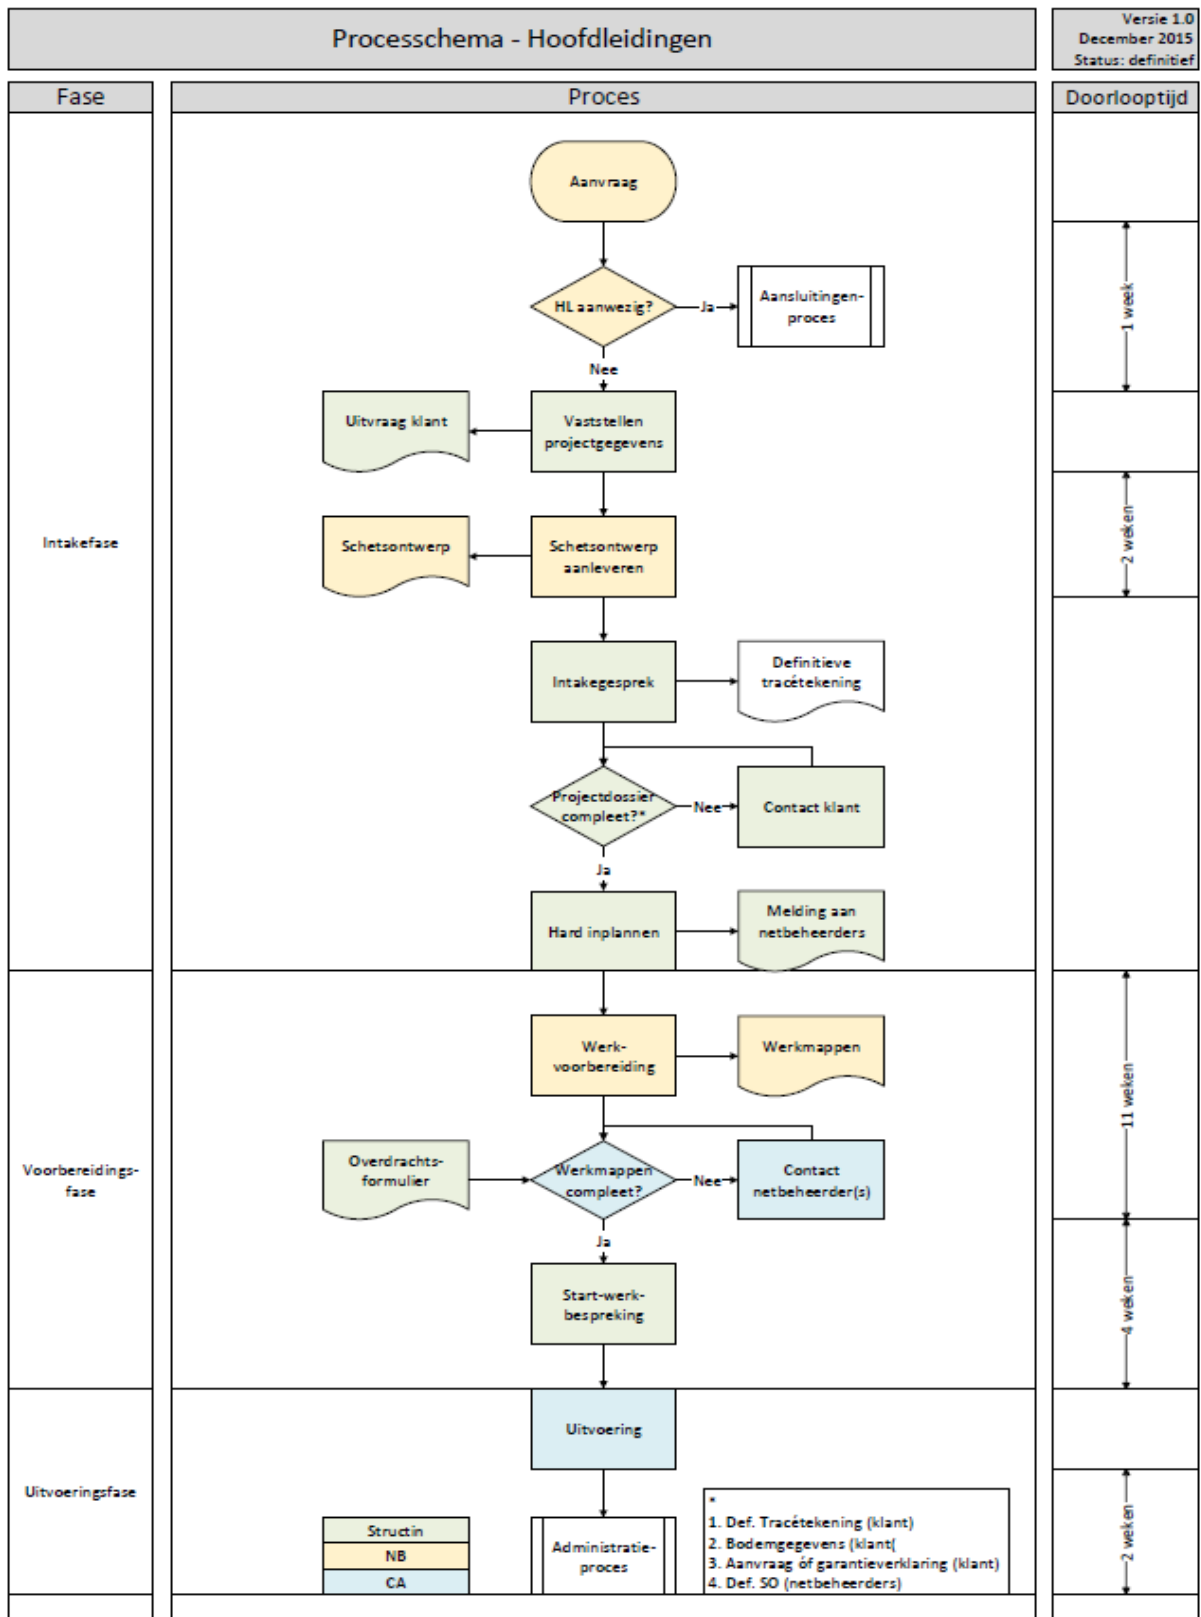 Processchema - Hoofdleidingen
Versie 1.0
December 2015
Status: definitief
Fase
Proces
Doorlooptijd
Aanvraag
HL aanwezig?
Ja
Aansluitingen-
proces
1 week
Nee
Uitvraag klant
Vaststellen
projectgegevens
Intakefase
Schetsontwerp
Schetsontwerp
aanleveren
2 weken
Intakegesprek
Definitieve
tracétekening
Projectdossier
compleet?*
Nee
Contact klant
Ja
Hard inplannen
Melding aan
netbeheerders
Werk-
voorbereiding
Werkmappen
11 weken
Voorbereidings-
fase
Overdrachts-
formulier
Werkmappen
compleet?
Nee
Contact
netbeheerder(s)
Ja
Start-werk-
bespreking
4 weken
Uitvoering
Uitvoeringsfase
Structin
NB
CA
Administratie-
proces
*
1. Def. Tracétekening (klant)
2. Bodemgegevens (klant(
3. Aanvraag óf garantieverklaring (klant)
4. Def. SO (netbeheerders)
2 weken